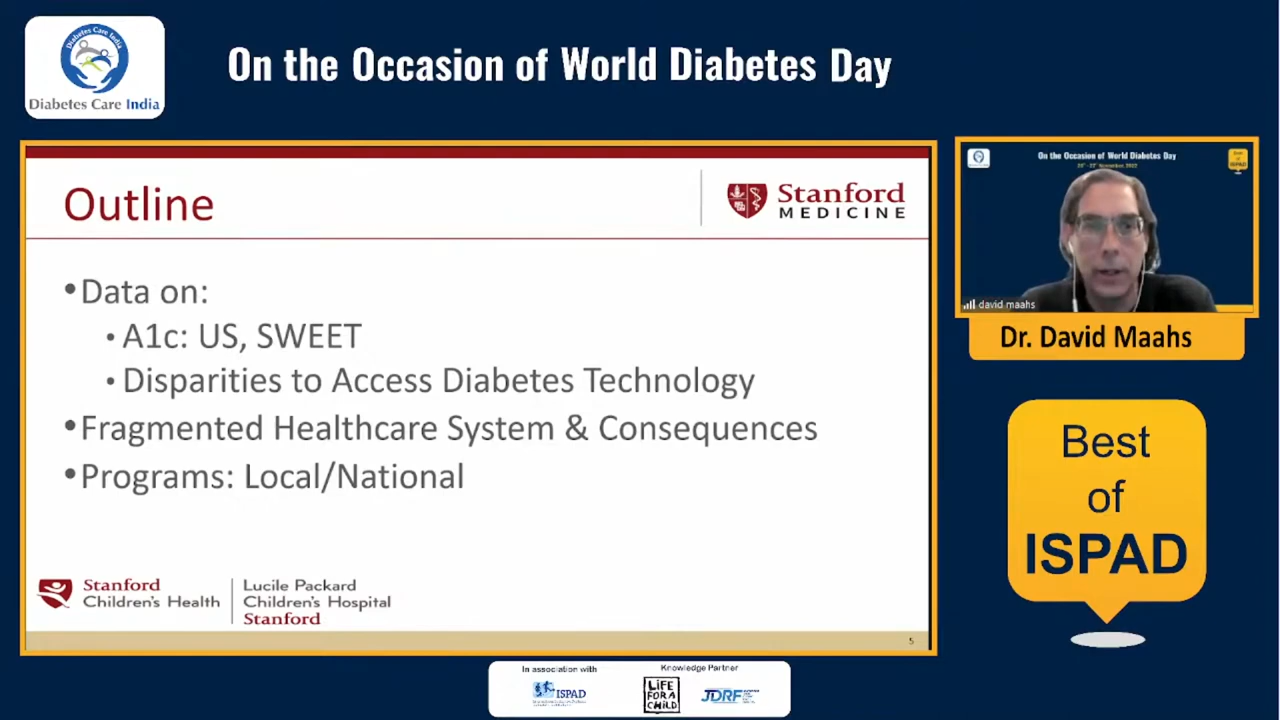 Diabetes Care India
On the Occasion of World Diabetes Day
Outline
Stanford
MEDICINE
•Data on:
•A1c: US, SWEET
•Disparities to Access Diabetes Technology
•Fragmented Healthcare System & Consequences
•Programs: Local/National
Stanford
Children's Health
Lucile Packard
Children's Hospital
Stanford
5
On the Occasion of World Diabetes Day
Best
of
ISPAD
david maahs
Dr. David Maahs
Best
of
ISPAD
In association with
ISPAD
Knowledge Partner
LiFE
FOR A
CHiLD
JDRF